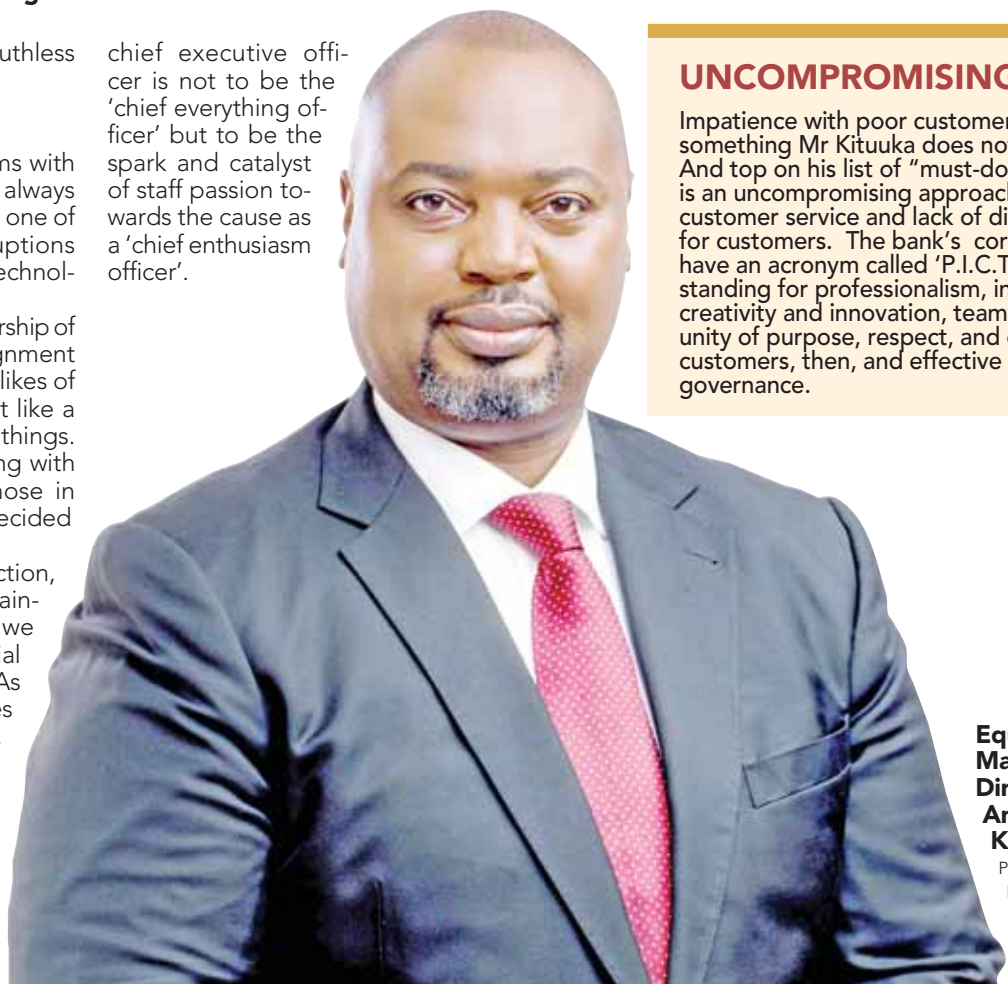 uthless
ms with
always
one of
uptions
echnol-
rship of
gnment
likes of
t like a
things.
ng with
hose in
ecided
ction,
ain-
we
ial
As
es
chief executive offi-
cer is not to be the
‘chief everything of-
ficer’ but to be the
spark and catalyst
of staff passion to-
wards the cause as
a ‘chief enthusiasm
officer’.
UNCOMPROMISING
Impatience with poor customer
something Mr Kituuka does no
And top on his list of “must-do
is an uncompromising approac
customer service and lack of di
for customers. The bank’s cor
have an acronym called ‘P.I.C.T
standing for professionalism, in
creativity and innovation, team
unity of purpose, respect, and
customers, then, and effective
governance.
Eq
Ma
Dir
An
K
P